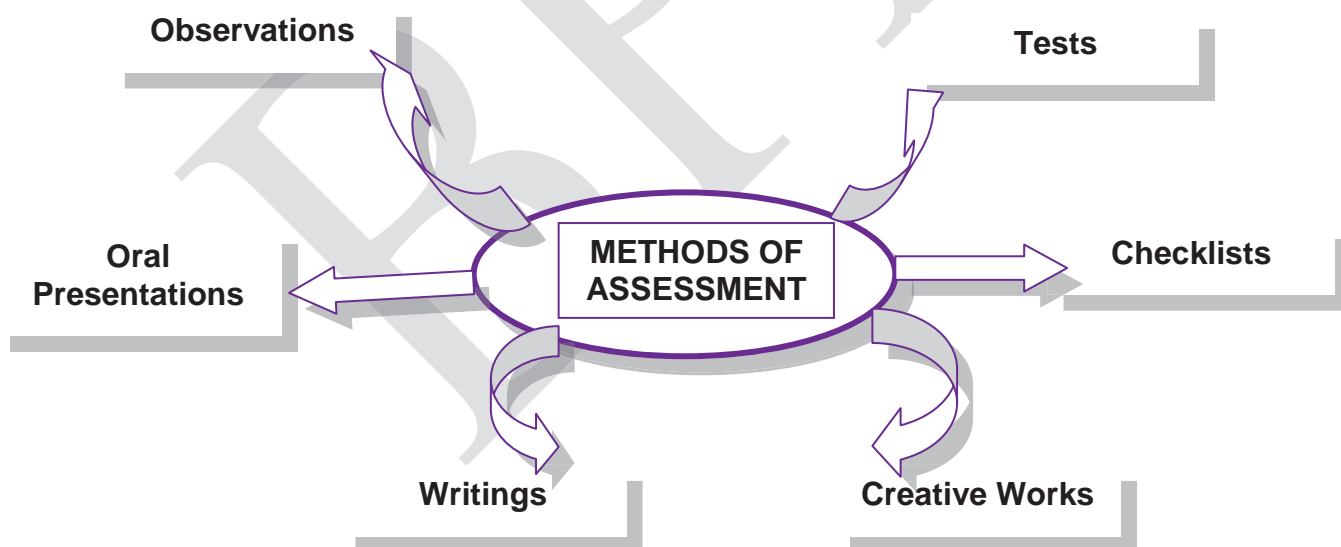 Observations
Tests
METHODS OF
ASSESSMENT
Oral
Presentations
Checklists
Writings
Creative Works